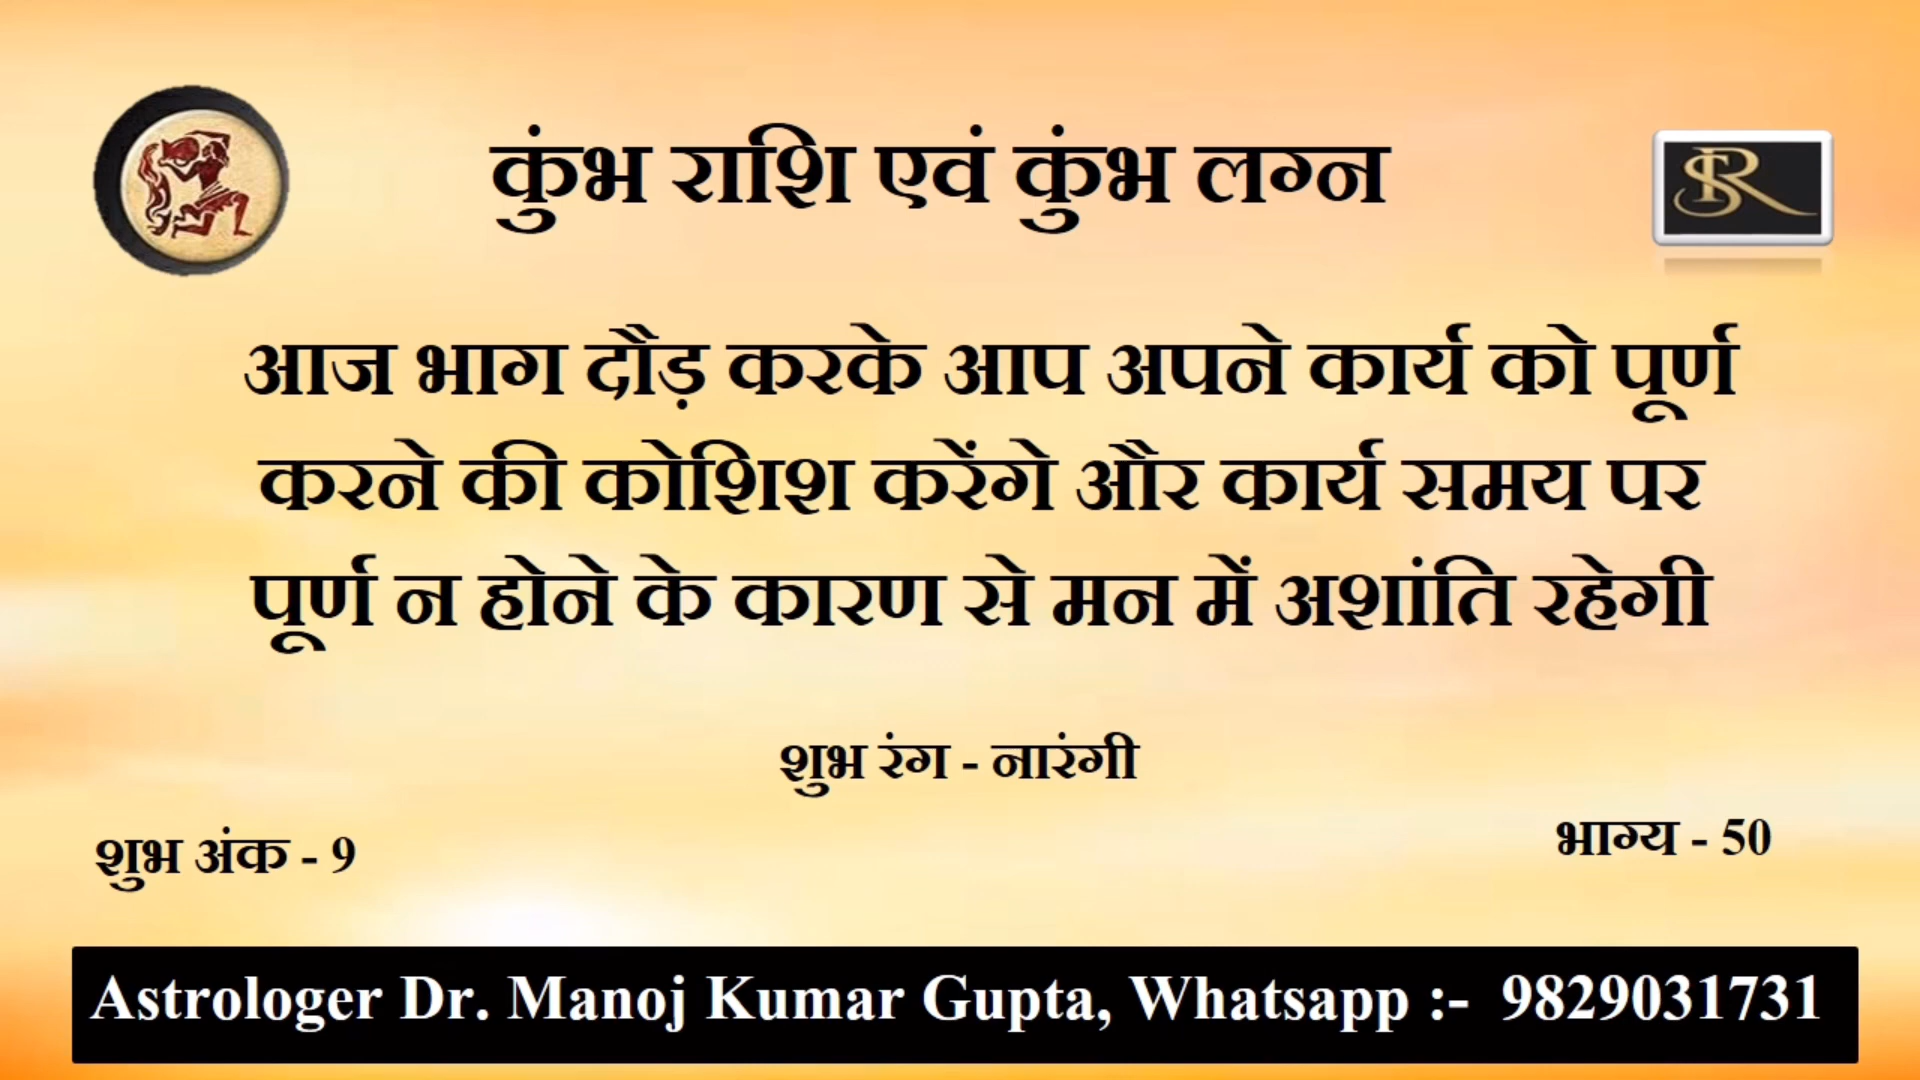 कुंभ राशि एवं कुंभ लग्न
SR
आज भाग दौड़ करके आप अपने कार्य को पूर्ण
करने की कोशिश करेंगे और कार्य समय पर
पूर्ण न होने के कारण से मन में अशांति रहेगी
शुभ रंग - नारंगी
शुभ अंक - 9
भाग्य - 50
Astrologer Dr. Manoj Kumar Gupta, Whatsapp :- 9829031731